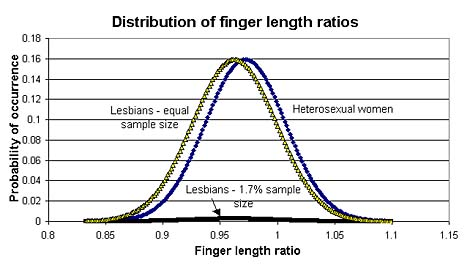 Distribution of finger length ratios
Probability of occurrence
0.18
0.16
0.14
0.12
0.1
0.08
0.06
0.04
0.02
0
Lesbians - equal
sample size
Heterosexual women
Lesbians - 1.7% sample
size
0.8
0.85
0.9
0.95
1
1.05
1.1
1.15
Finger length ratio